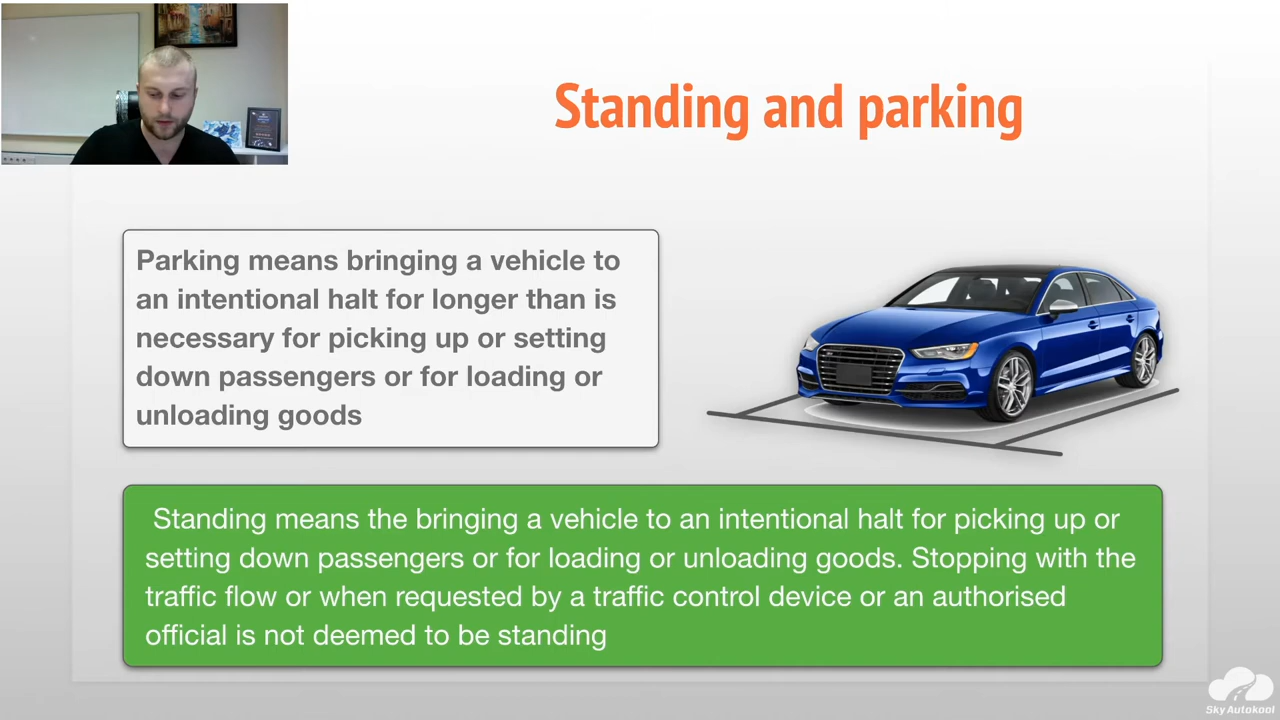 Standing and parking
Parking means bringing a vehicle to
an intentional halt for longer than is
necessary for picking up or setting
down passengers or for loading or
unloading goods
Standing means the bringing a vehicle to an intentional halt for picking up or
setting down passengers or for loading or unloading goods. Stopping with the
traffic flow or when requested by a traffic control device or an authorised
official is not deemed to be standing
Sky Autokool